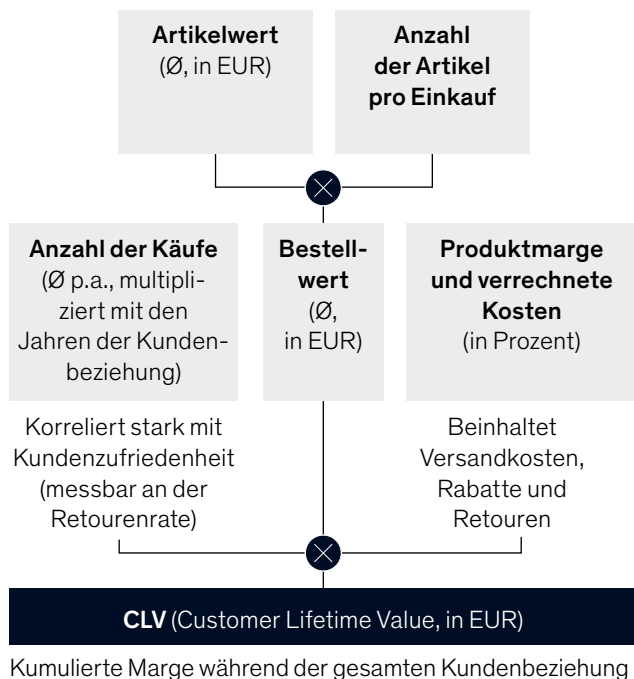 Artikelwert
(Ø, in EUR)
Anzahl
der Artikel
pro Einkauf
Anzahl der Käufe
(Ø p.a., multipli-
ziert mit den
Jahren der Kunden-
beziehung)
Bestell-
wert
(Ø,
in EUR)
Produktmarge
und verrechnete
Kosten
(in Prozent)
Korreliert stark mit
Kundenzufriedenheit
(messbar an der
Retourenrate)
Beinhaltet
Versandkosten,
Rabatte und
Retouren
CLV (Customer Lifetime Value, in EUR)
Kumulierte Marge während der gesamten Kundenbeziehung